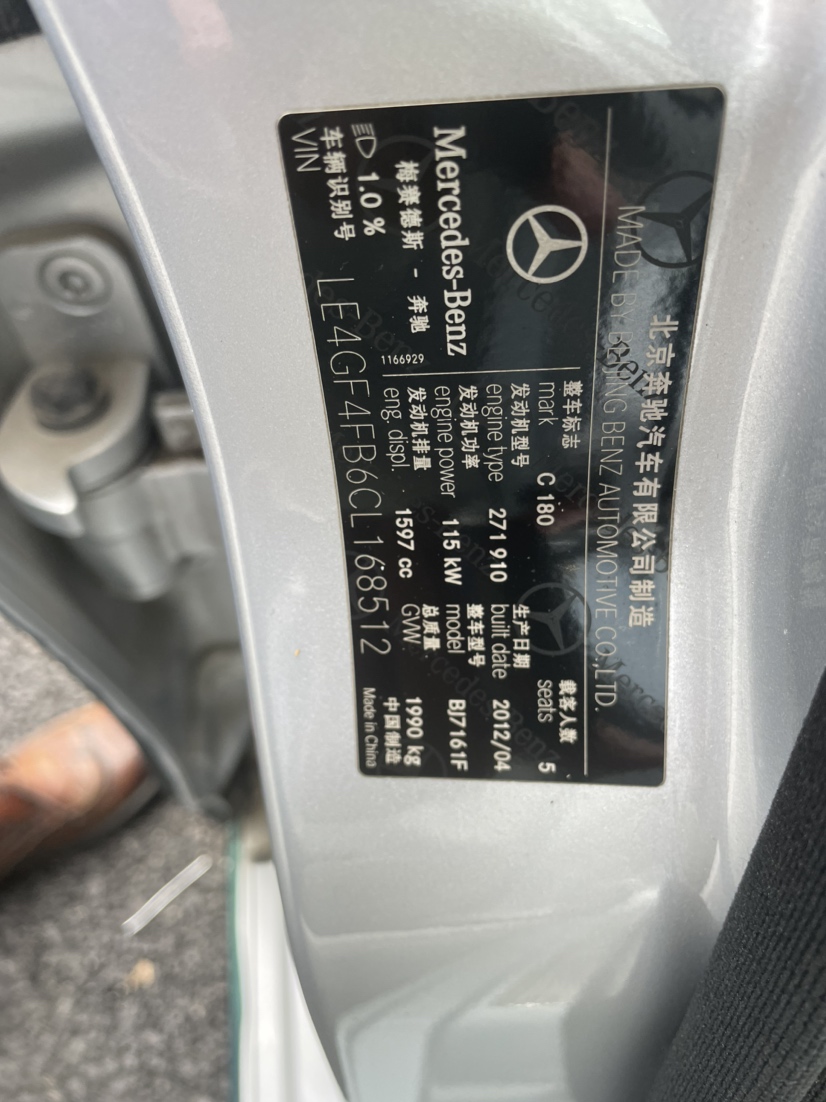 北京奔驰汽车有限公司制造
MADE BY BEIJING BENZ AUTOMOTIVE CO.,LTD.
Mercedes-Benz
梅赛德斯 - 奔驰
1.0 %
1166929
整车标志
mark C 180
载客人数
seats 5
发动机型号
engine type 271 910
生产日期
built date 2012/04
发动机功率
engine power 115 kW
整车型号
model BJ7161F
发动机排量
eng. displ. 1597 cc
总质量
GVW 1990 kg
车辆识别号
VIN LE4GF4FB6CL168512
中国制造
Made in China